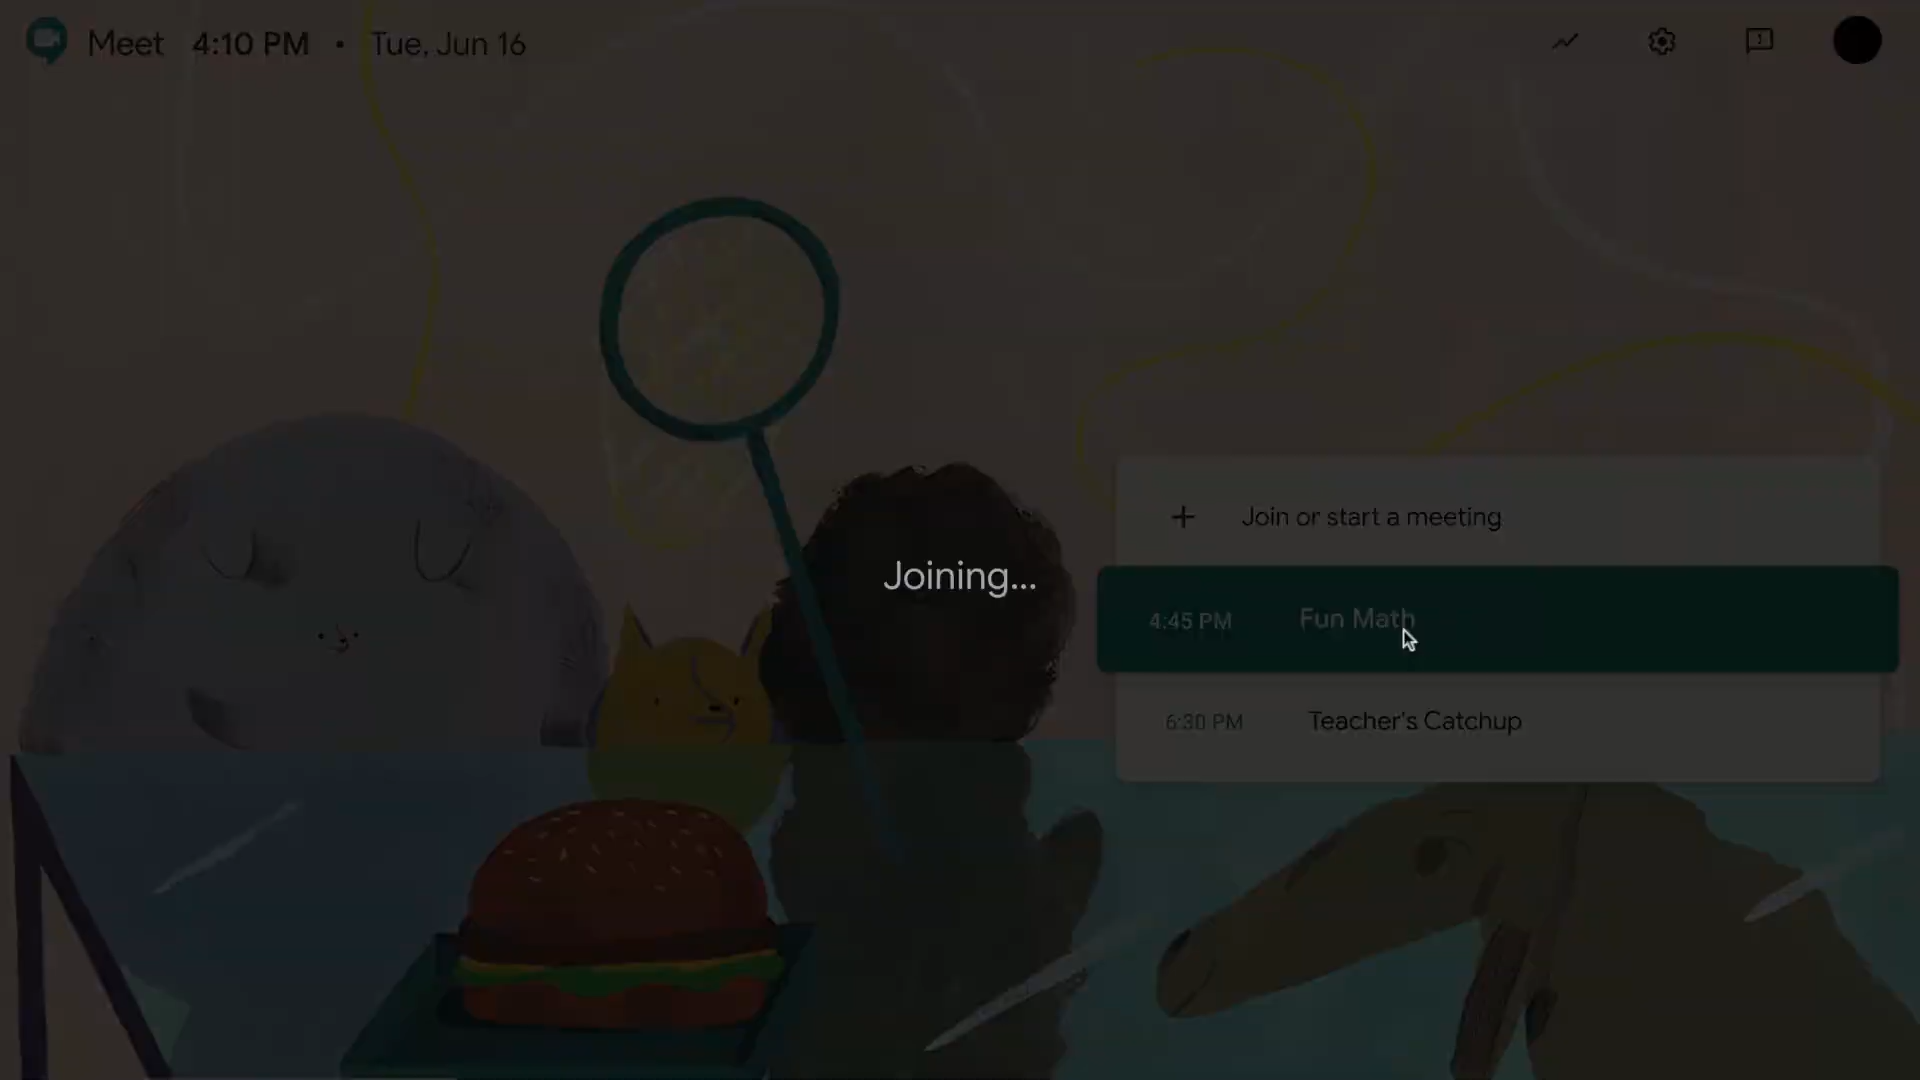 Meet 4:10 PM • Tue, Jun 16
Join or start a meeting
Joining...
4:45 PM Fun Math
6:30 PM Teacher's Catchup